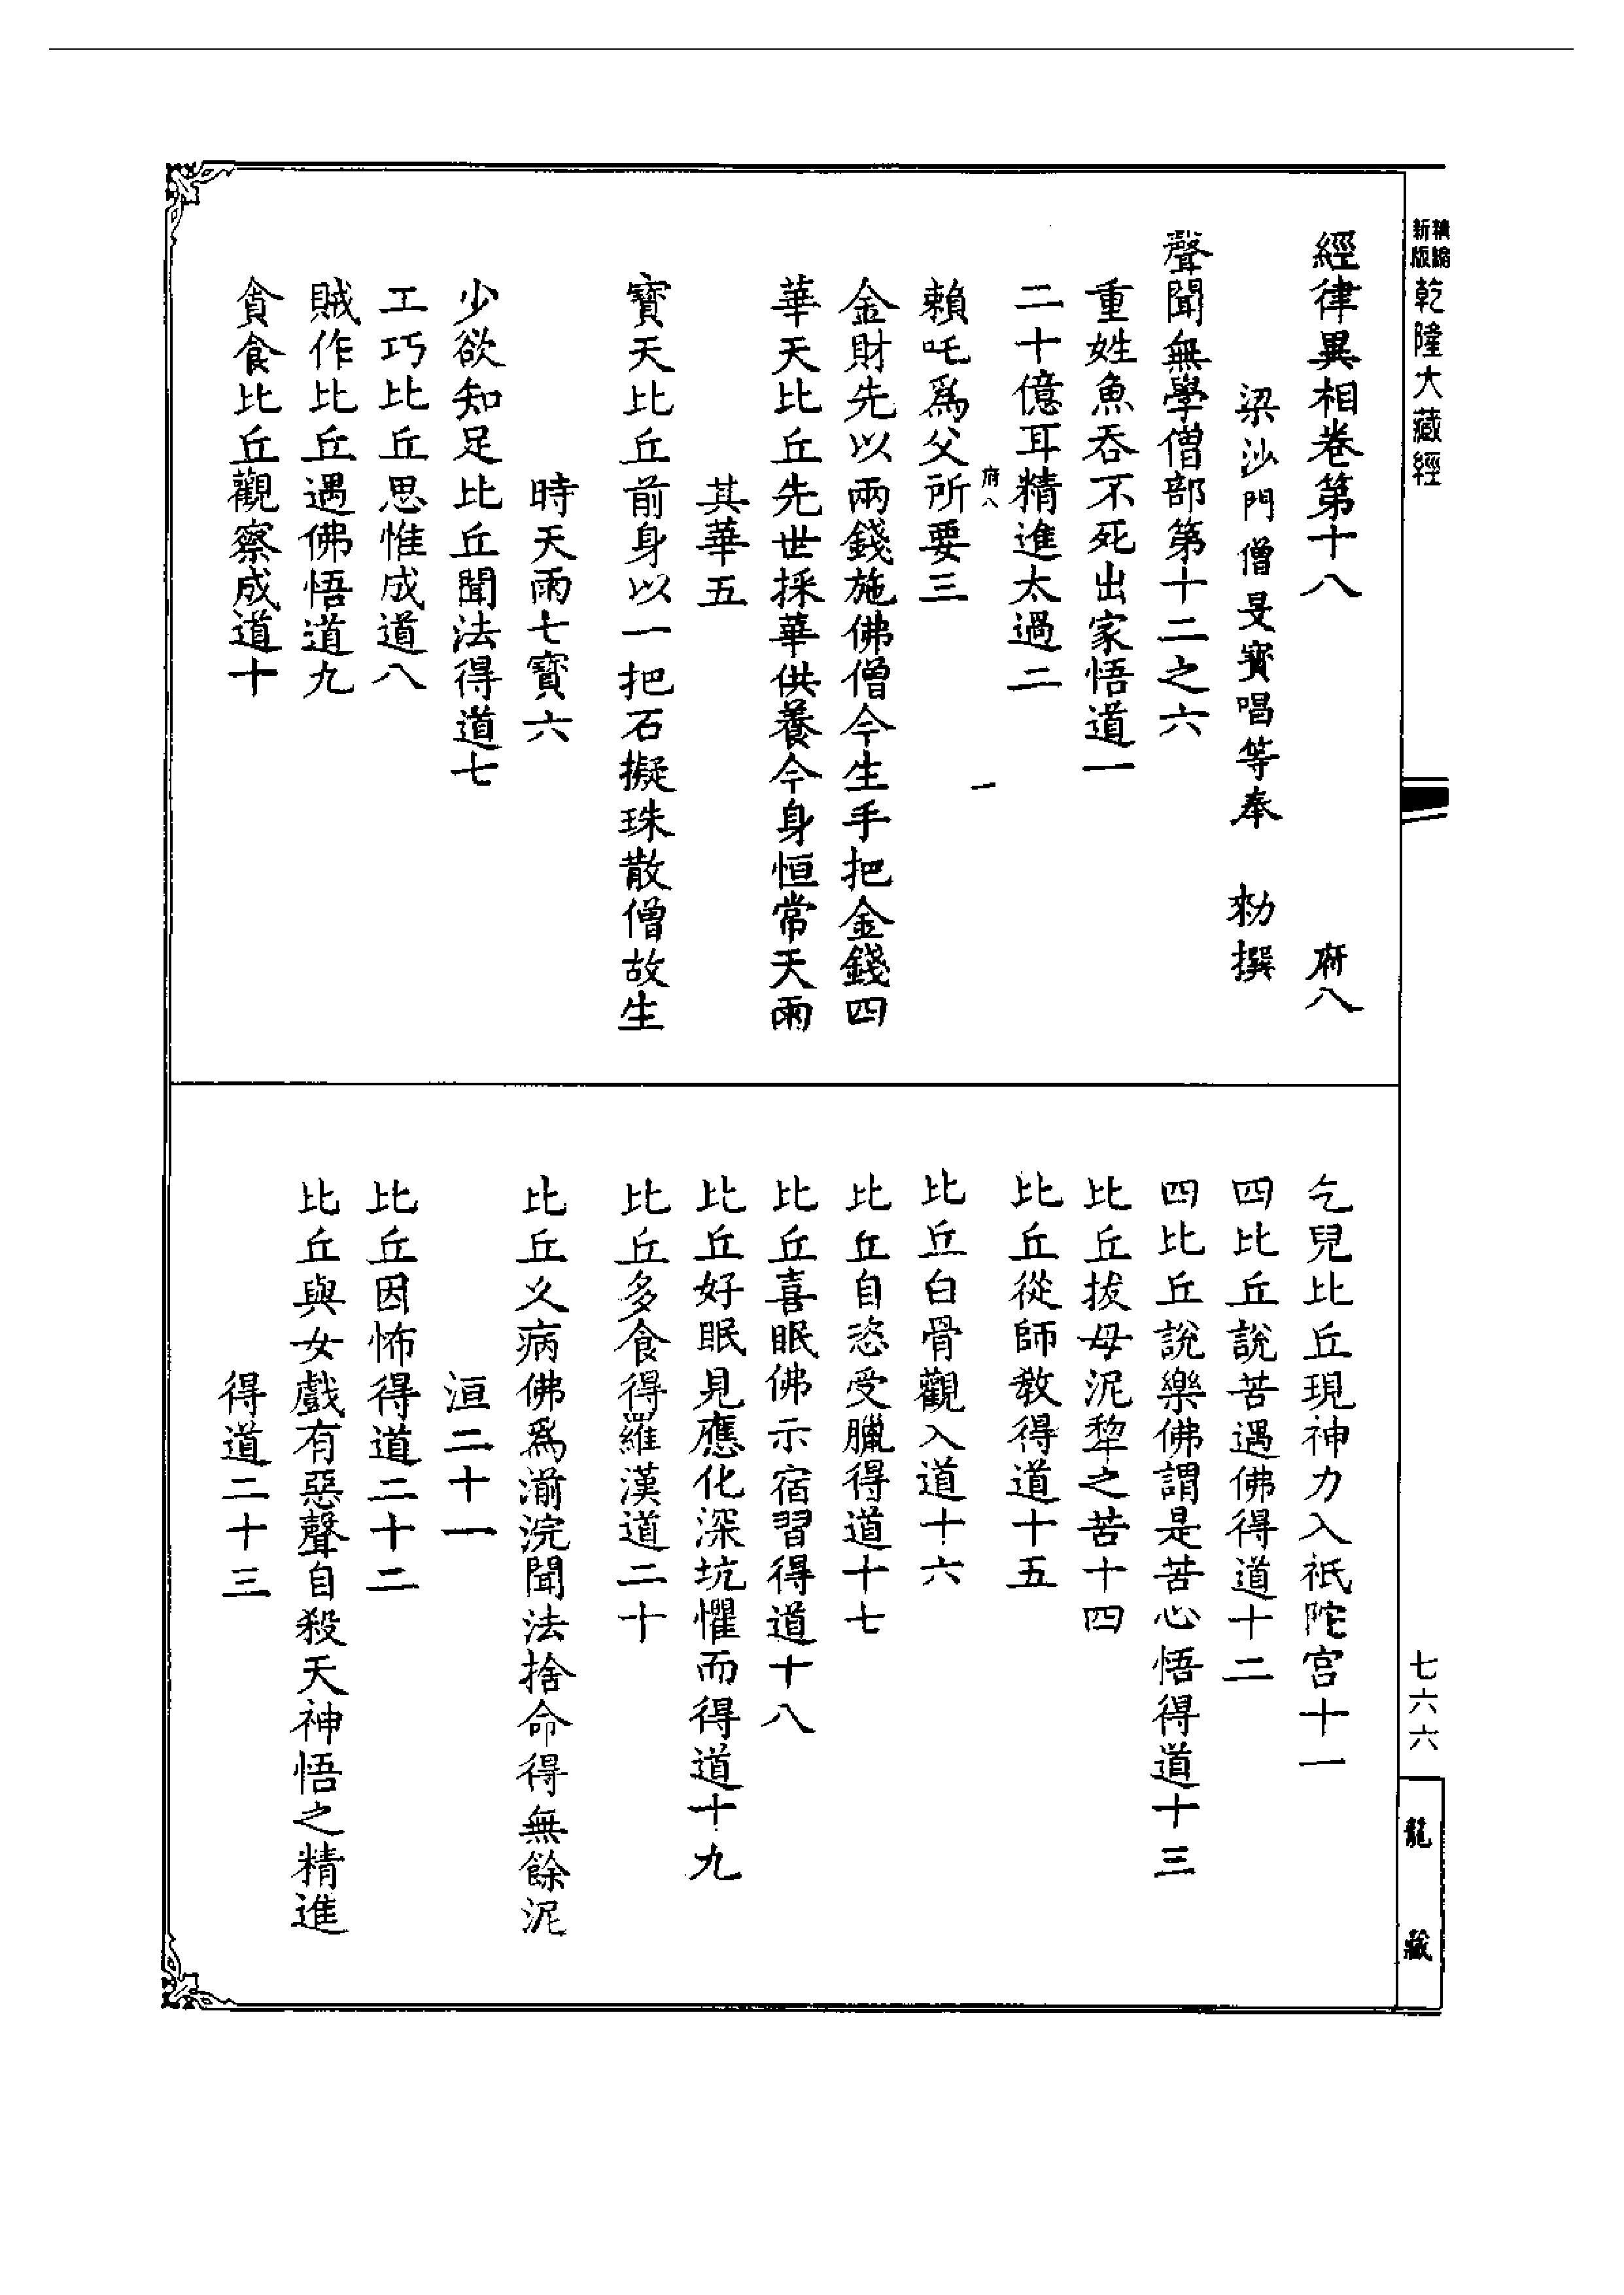 新版精縮乾隆大藏經
經律異相卷第十八 府八
梁沙門僧旻寶唱等奉 勅撰
聲聞無學僧部第十二之六
重姓魚吞不死出家悟道一
二十億耳精進太過二
府八 一
賴吒爲父所要三
金財先以兩錢施佛僧今生手把金錢四
華天比丘先世採華供養今身恒常天雨
其華五
寶天比丘前身以一把石擬珠散僧故生
時天雨七寶六
少欲知足比丘聞法得道七
工巧比丘思惟成道八
賊作比丘遇佛悟道九
貪食比丘觀察成道十
乞兒比丘現神力入祇陀宮十一
四比丘說苦遇佛得道十二
四比丘說樂佛謂是苦心悟得道十三
比丘拔母泥犂之苦十四
比丘從師教得道十五
比丘白骨觀入道十六
比丘自恣受臘得道十七
比丘喜眠佛示宿習得道十八
比丘好眠見應化深坑懼而得道十九
比丘多食得羅漢道二十
比丘久病佛爲湔浣聞法捨命得無餘泥
洹二十一
比丘因怖得道二十二
比丘與女戲有惡聲自殺天神悟之精進
得道二十三
七六六
龍藏